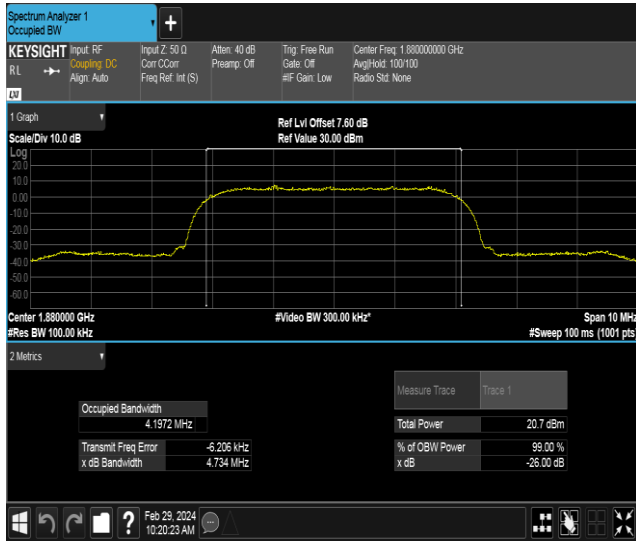 Spectrum Analyzer 1
Occupied BW
+
KEYSIGHT Input: RF Input Z: 50 Ω Atten: 40 dB Trig: Free Run Center Freq: 1.880000000 GHz
RL Coupling: DC Corr CCorr Preamp: Off Gate: Off Avg|Hold: 100/100
Align: Auto Freq Ref: Int (S) #IF Gain: Low Radio Std: None
LXI
1 Graph
Ref Lvl Offset 7.60 dB
Scale/Div 10.0 dB Ref Value 30.00 dBm
Log
20.0
10.0
0.00
-10.0
-20.0
-30.0
-40.0
-50.0
-60.0
Center 1.880000 GHz #Video BW 300.00 kHz* Span 10 MHz
#Res BW 100.00 kHz #Sweep 100 ms (1001 pts)
2 Metrics
Measure Trace Trace 1
Occupied Bandwidth
4.1972 MHz Total Power 20.7 dBm
Transmit Freq Error -6.206 kHz % of OBW Power 99.00 %
x dB Bandwidth 4.734 MHz x dB -26.00 dB
? Feb 29, 2024
10:20:23 AM